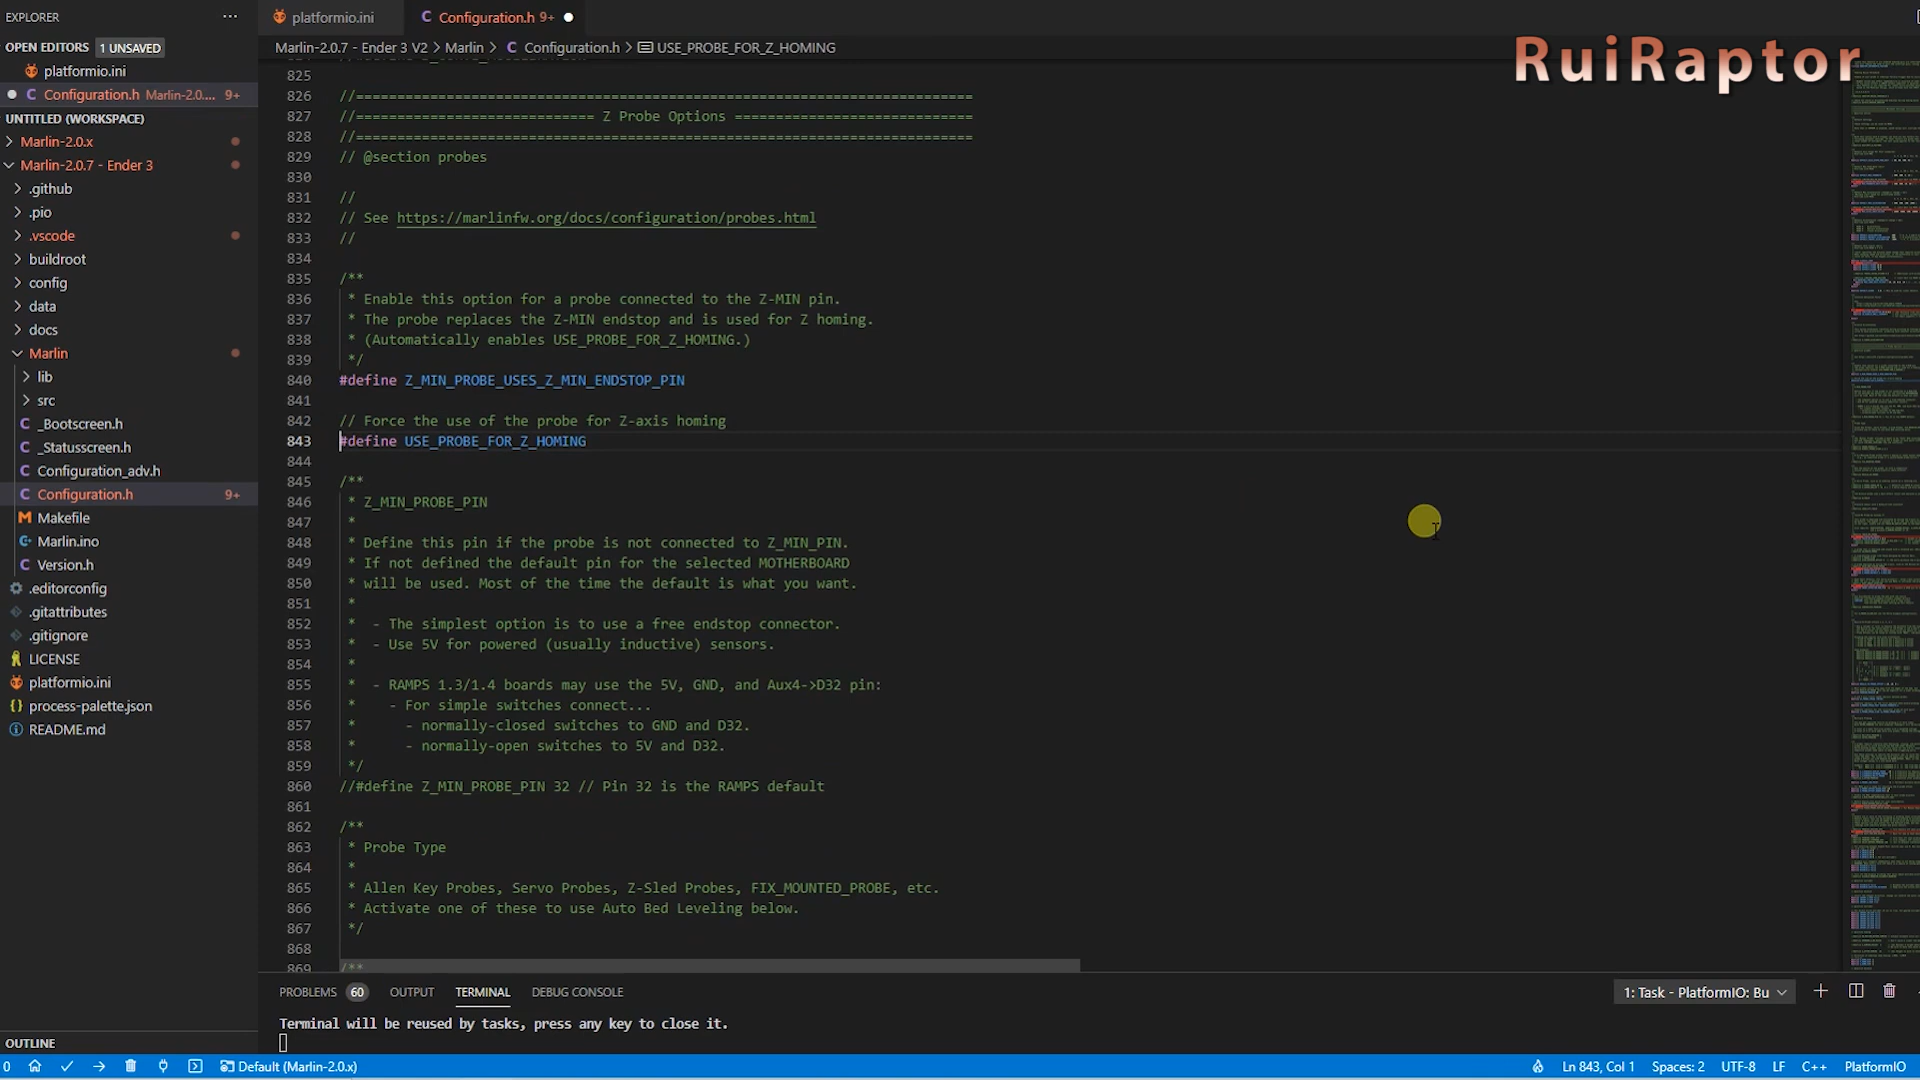 EXPLORER
platformio.ini
Configuration.h 9+
OPEN EDITORS 1 UNSAVED
Marlin-2.0.7 - Ender 3 V2 > Marlin > C Configuration.h > USE_PROBE_FOR_Z_HOMING
RuiRaptor
platformio.ini
C Configuration.h Marlin-2.0.... 9+
UNTITLED (WORKSPACE)
Marlin-2.0.x
Marlin-2.0.7 - Ender 3
.github
.pio
.vscode
buildroot
config
data
docs
Marlin
lib
src
C _Bootscreen.h
C _Statusscreen.h
C Configuration_adv.h
C Configuration.h 9+
M Makefile
Marlin.ino
C Version.h
.editorconfig
.gitattributes
.gitignore
LICENSE
platformio.ini
{} process-palette.json
README.md
OUTLINE
825
826 //===========================================================================
827 //============================= Z Probe Options =============================
828 //===========================================================================
829 // @section probes
830
831 //
832 // See https://marlinfw.org/docs/configuration/probes.html
833 //
834
835 /**
836 * Enable this option for a probe connected to the Z-MIN pin.
837 * The probe replaces the Z-MIN endstop and is used for Z homing.
838 * (Automatically enables USE_PROBE_FOR_Z_HOMING.)
839 */
840 #define Z_MIN_PROBE_USES_Z_MIN_ENDSTOP_PIN
841
842 // Force the use of the probe for Z-axis homing
843 #define USE_PROBE_FOR_Z_HOMING
844
845 /**
846 * Z_MIN_PROBE_PIN
847 *
848 * Define this pin if the probe is not connected to Z_MIN_PIN.
849 * If not defined the default pin for the selected MOTHERBOARD
850 * will be used. Most of the time the default is what you want.
851 *
852 * - The simplest option is to use a free endstop connector.
853 * - Use 5V for powered (usually inductive) sensors.
854 *
855 * - RAMPS 1.3/1.4 boards may use the 5V, GND, and Aux4->D32 pin:
856 * - For simple switches connect...
857 * - normally-closed switches to GND and D32.
858 * - normally-open switches to 5V and D32.
859 */
860 //#define Z_MIN_PROBE_PIN 32 // Pin 32 is the RAMPS default
861
862 /**
863 * Probe Type
864 *
865 * Allen Key Probes, Servo Probes, Z-Sled Probes, FIX_MOUNTED_PROBE, etc.
866 * Activate one of these to use Auto Bed Leveling below.
867 */
868
869 /**
PROBLEMS 60 OUTPUT TERMINAL DEBUG CONSOLE 1: Task - PlatformIO: Bu
Terminal will be reused by tasks, press any key to close it.
0 Default (Marlin-2.0.x) Ln 843, Col 1 Spaces: 2 UTF-8 LF C++ PlatformIO